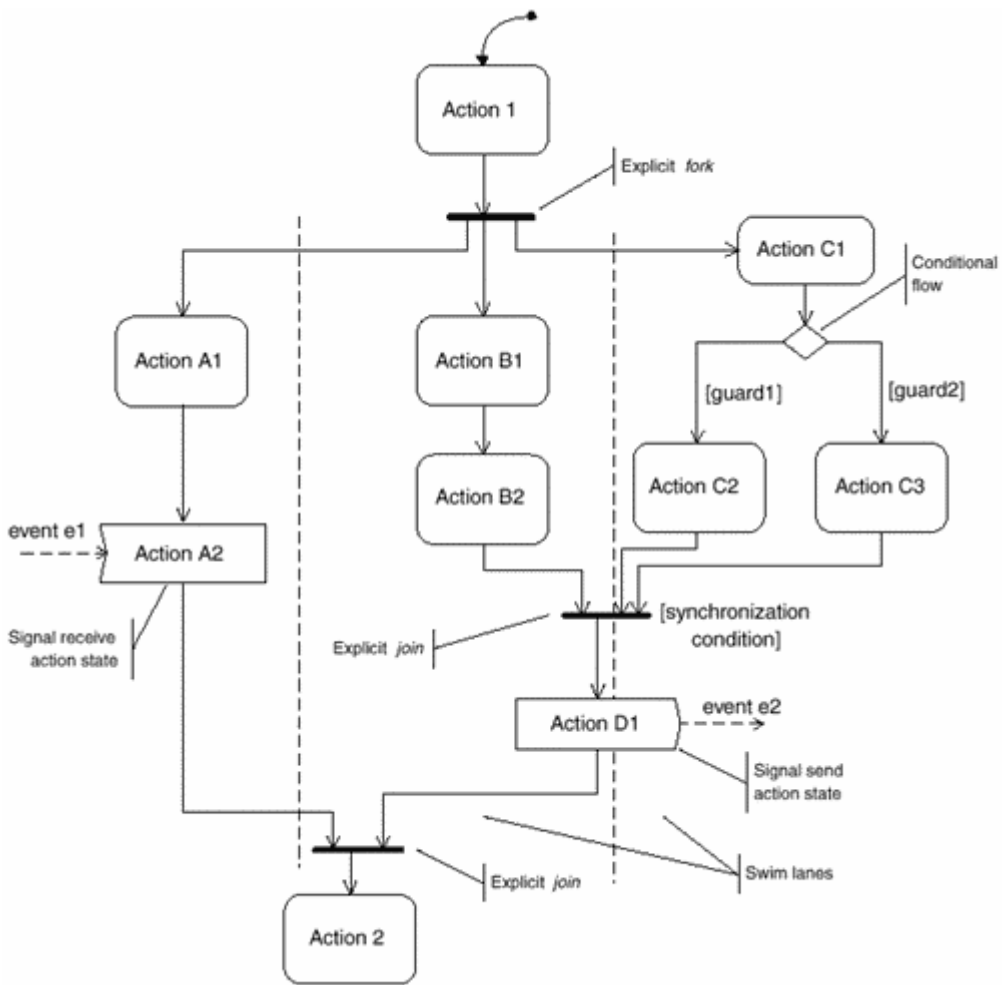 Action 1
Explicit fork
Action C1
Conditional
flow
Action A1
Action B1
[guard1]
[guard2]
Action B2
Action C2
Action C3
event e1
Action A2
Signal receive
action state
Explicit join
[synchronization
condition]
Action D1
event e2
Signal send
action state
Explicit join
Swim lanes
Action 2